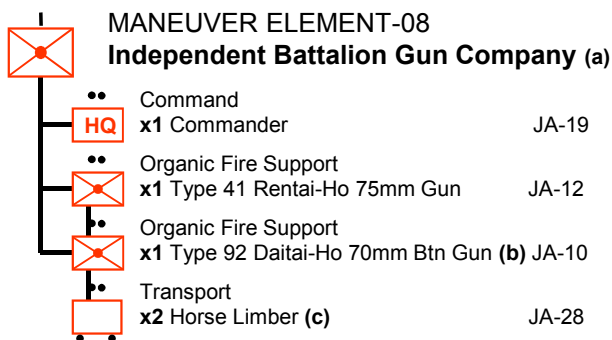 MANEUVER ELEMENT-08
Independent Battalion Gun Company (a)
Command
HQ x1 Commander JA-19
Organic Fire Support
x1 Type 41 Rentai-Ho 75mm Gun JA-12
Organic Fire Support
x1 Type 92 Daitai-Ho 70mm Btn Gun (b) JA-10
Transport
x2 Horse Limber (c) JA-28